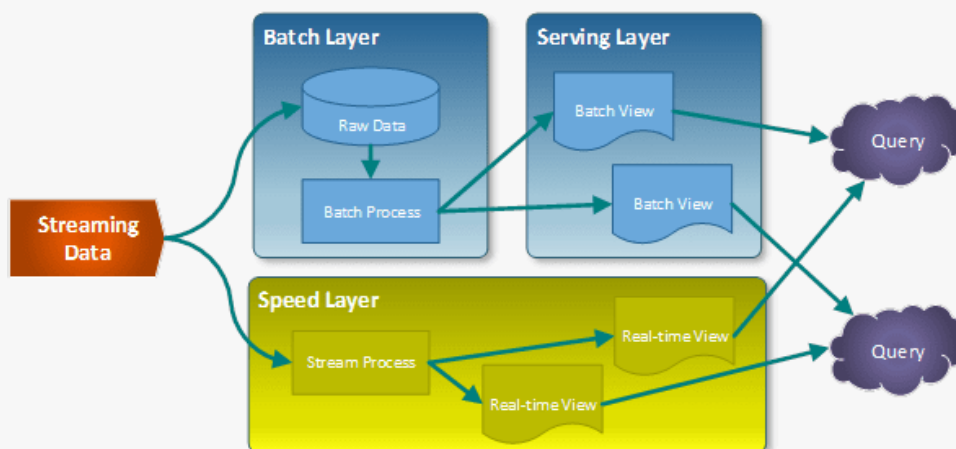 Batch Layer
Raw Data
Batch Process
Serving Layer
Batch View
Batch View
Streaming
Data
Speed Layer
Stream Process
Real-time View
Real-time View
Query
Query